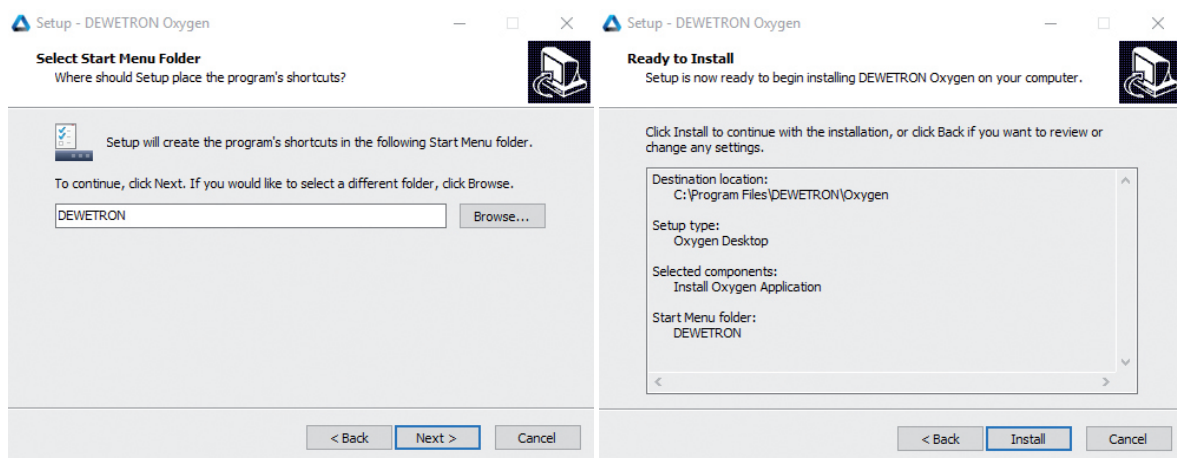 Setup - DEWETRON Oxygen
Select Start Menu Folder
Where should Setup place the program's shortcuts?
Setup will create the program's shortcuts in the following Start Menu folder.
To continue, click Next. If you would like to select a different folder, click Browse.
DEWETRON
Browse...
< Back
Next >
Cancel
Setup - DEWETRON Oxygen
Ready to Install
Setup is now ready to begin installing DEWETRON Oxygen on your computer.
Click Install to continue with the installation, or click Back if you want to review or
change any settings.
Destination location:
C:\Program Files\DEWETRON\Oxygen
Setup type:
Oxygen Desktop
Selected components:
Install Oxygen Application
Start Menu folder:
DEWETRON
< Back
Install
Cancel